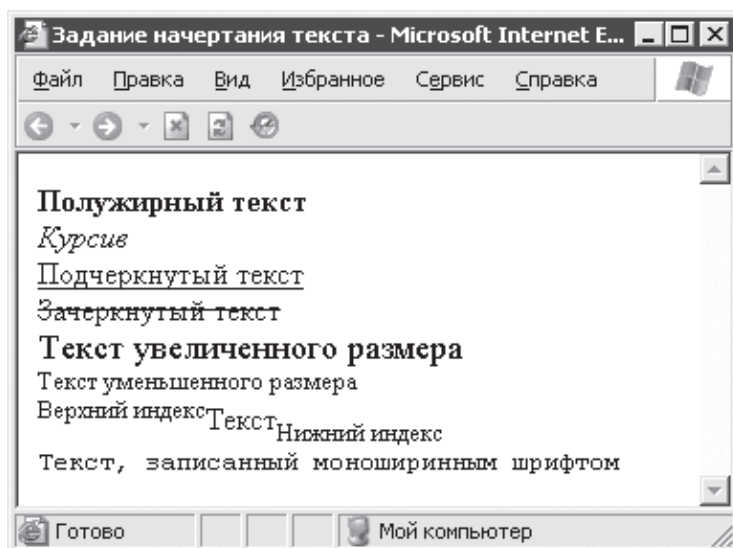 Задание начертания текста - Microsoft Internet E...
Файл Правка Вид Избранное Сервис Справка
Полужирный текст
Курсив
Подчеркнутый текст
Зачеркнутый текст
Текст увеличенного размера
Текст уменьшенного размера
Верхний индексТекстНижний индекс
Текст, записанный моноширинным шрифтом
Готово Мой компьютер